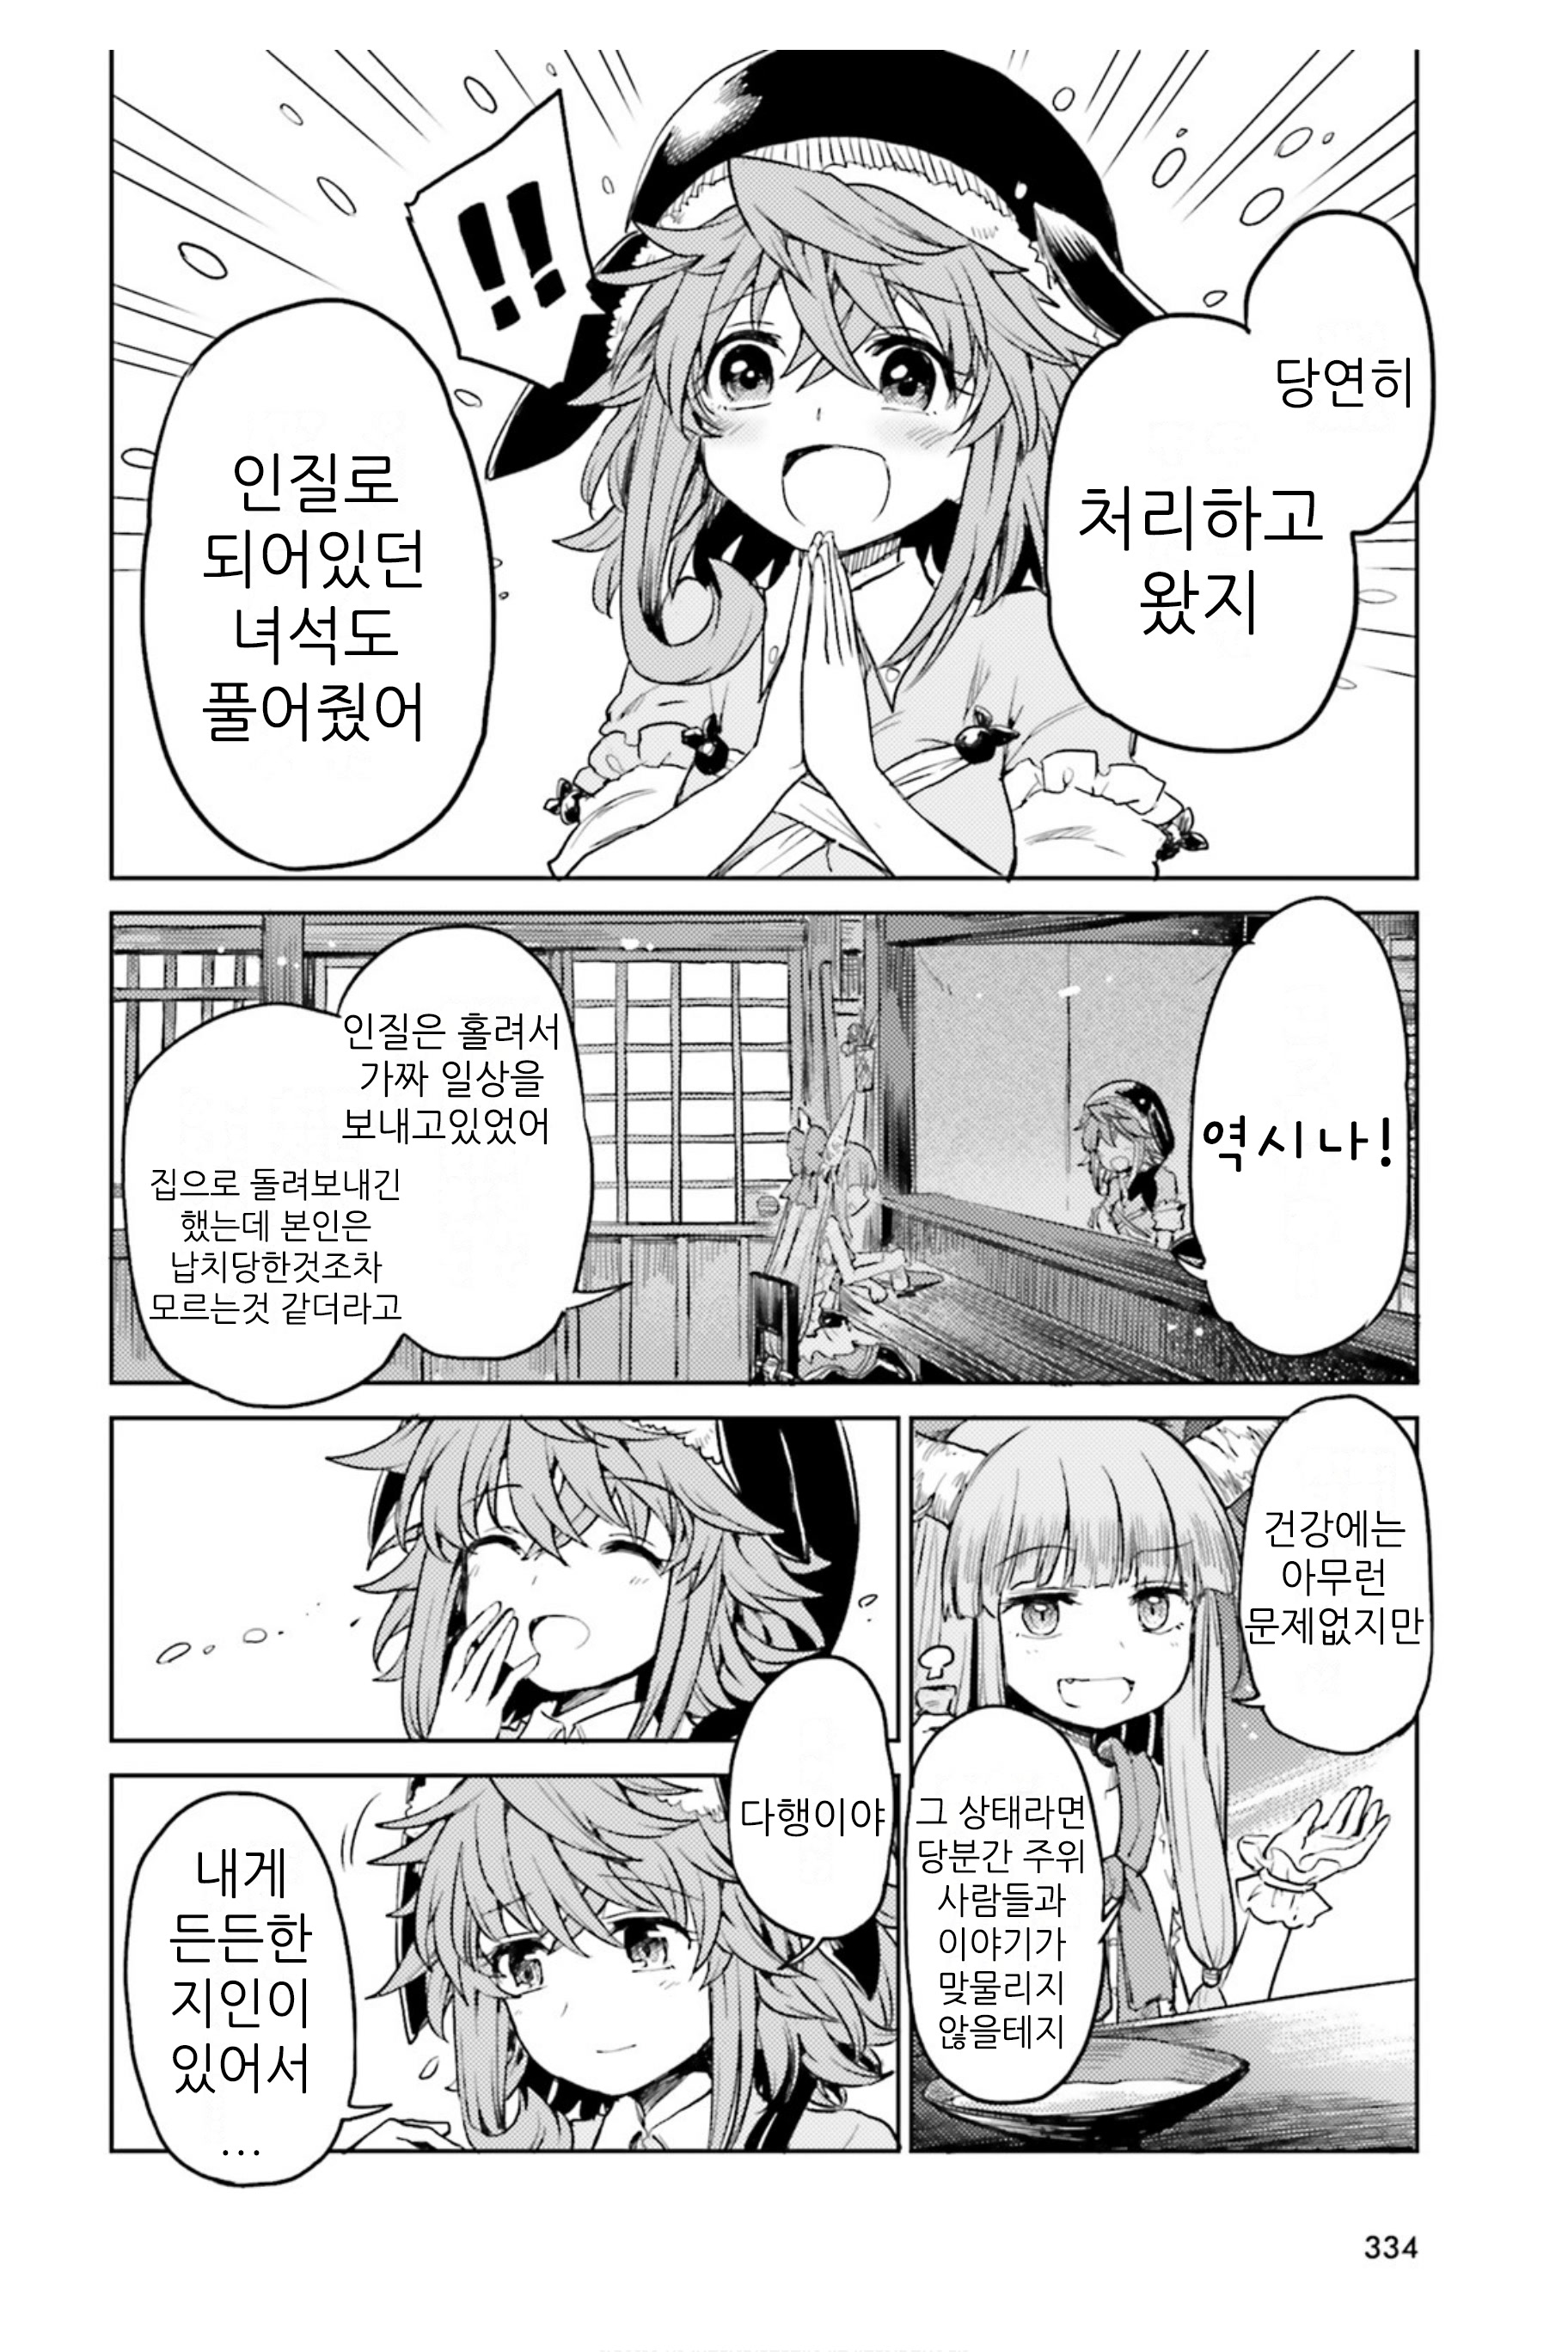 당연히
처리하고
왔지
!!
인질로
되어있던
녀석도
풀어줬어
역시나!
인질은 홀려서
가짜 일상을
보내고있었어
집으로 돌려보내긴
했는데 본인은
납치당한것조차
모르는것 같더라고
건강에는
아무런
문제없지만
그 상태라면
당분간 주위
사람들과
이야기가
맞물리지
않을테지
다행이야
내게
든든한
지인이
있어서
...
334